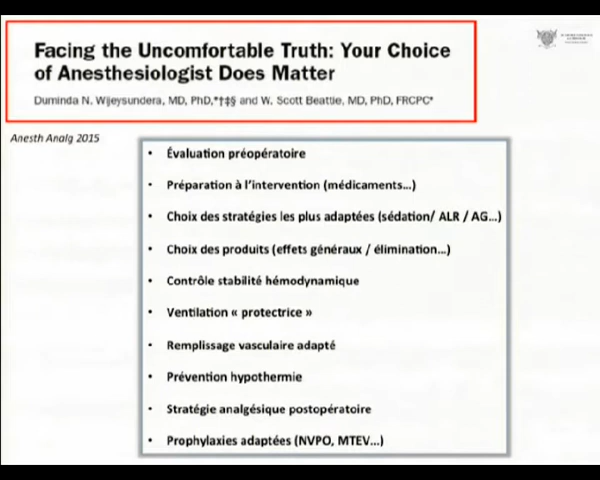 Facing the Uncomfortable Truth: Your Choice
of Anesthesiologist Does Matter
Duminda N. Wijeysundera, MD, PhD,*†‡§ and W. Scott Beattie, MD, PhD, FRCPC*
Anesth Analg 2015
• Évaluation préopératoire
• Préparation à l'intervention (médicaments...)
• Choix des stratégies les plus adaptées (sédation/ ALR / AG...)
• Choix des produits (effets généraux / élimination...)
• Contrôle stabilité hémodynamique
• Ventilation « protectrice »
• Remplissage vasculaire adapté
• Prévention hypothermie
• Stratégie analgésique postopératoire
• Prophylaxies adaptées (NVPO, MTEV...)